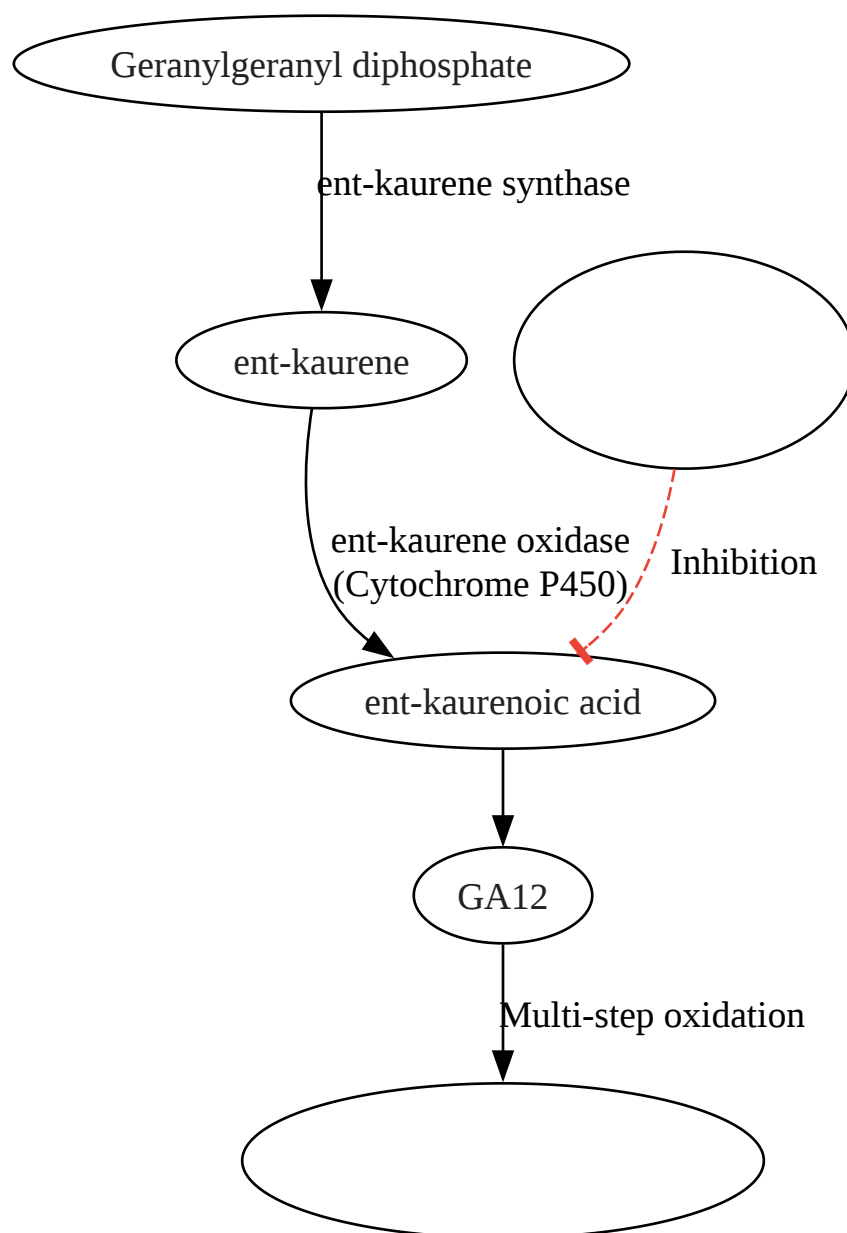 Geranylgeranyl diphosphate
ent-kaurene synthase
ent-kaurene
ent-kaurene oxidase
(Cytochrome P450)
Inhibition
ent-kaurenoic acid
GA12
Multi-step oxidation